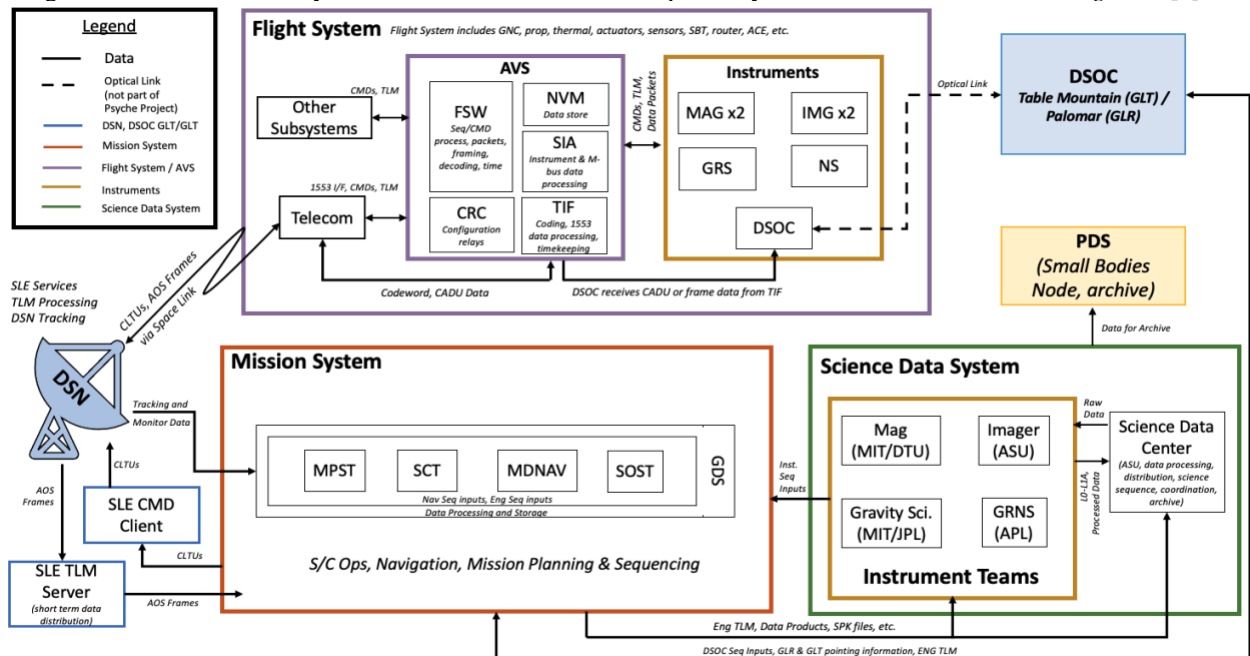 Legend
Data
Optical Link
(not part of
Psyche Project)
DSN, DSOC GLT/GLT
Mission System
Flight System / AVS
Instruments
Science Data System
Flight System
Flight System includes GNC, prop, thermal, actuators, sensors, SBT, router, ACE, etc.
Other
Subsystems
CMDs, TLM
Telecom
1553 I/F, CMDs, TLM
AVS
FSW
Seq/CMD
process, packets,
framing,
decoding, time
NVM
Data store
SIA
Instrument & M-
bus data
processing
CRC
Configuration
relays
TIF
Coding, 1553
data processing,
timekeeping
CMDs, TLM,
Data Packets
Instruments
MAG x2
IMG x2
GRS
NS
DSOC
Codeword, CADU Data
DSOC receives CADU or frame data from TIF
Optical Link
DSOC
Table Mountain (GLT) /
Palomar (GLR)
PDS
(Small Bodies
Node, archive)
Data for Archive
SLE Services
TLM Processing
DSN Tracking
CLTUs, AOS Frames
via Space Link
DSN
Tracking and
Monitor Data
CLTUs
AOS
Frames
SLE CMD
Client
CLTUs
SLE TLM
Server
(short term data
distribution)
AOS Frames
Mission System
MPST
SCT
MDNAV
SOST
Nav Seq inputs, Eng Seq inputs
Data Processing and Storage
GDS
S/C Ops, Navigation, Mission Planning & Sequencing
Inst.
Seq
Inputs
Science Data System
Mag
(MIT/DTU)
Imager
(ASU)
Gravity Sci.
(MIT/JPL)
GRNS
(APL)
Instrument Teams
Raw
Data
L0-L1A,
Processed Data
Science Data
Center
(ASU, data processing,
distribution, science
sequence, coordination,
archive)
Eng TLM, Data Products, SPK files, etc.
DSOC Seq Inputs, GLR & GLT pointing information, ENG TLM